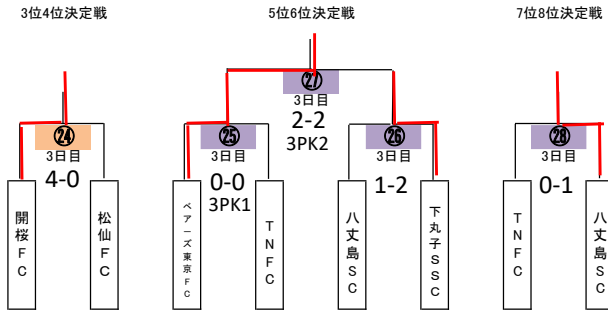 3位4位決定戦
5位6位決定戦
7位8位決定戦
㉗
3日目
2-2
3PK2
㉔
3日目
4-0
㉕
3日目
0-0
3PK1
㉖
3日目
1-2
㉘
3日目
0-1
開桜FC
松仙FC
ベアーズ東京FC
TNFC
八丈島SC
下丸子SSC
TNFC
八丈島SC